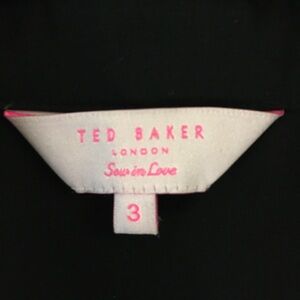 TED BAKER
LONDON
Sew in Love
3